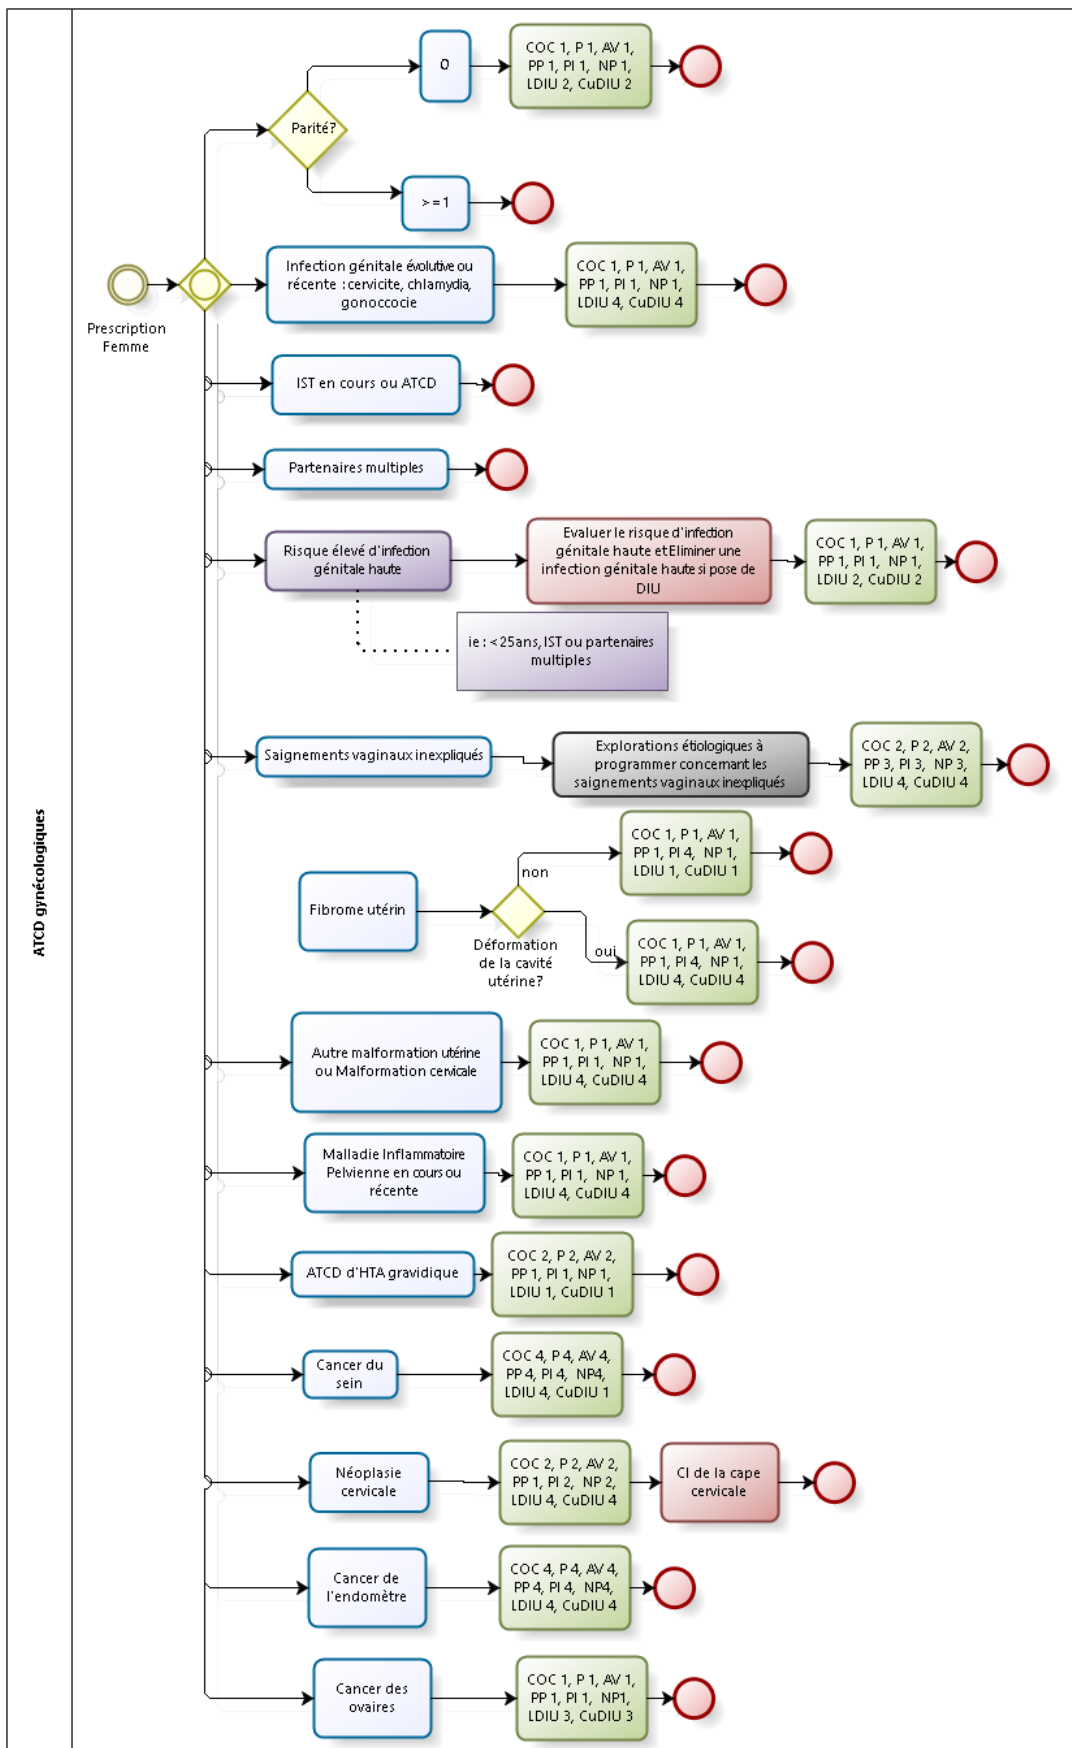 ATCD gynécologiques
Prescription
Femme
Parité?
0
COC 1, P 1, AV 1,
PP 1, PI 1, NP 1,
LDIU 2, CuDIU 2
>=1
Infection génitale évolutive ou
récente : cervicite, chlamydia,
gonoccocie
COC 1, P 1, AV 1,
PP 1, PI 1, NP 1,
LDIU 4, CuDIU 4
IST en cours ou ATCD
Partenaires multiples
Risque élevé d'infection
génitale haute
Evaluer le risque d'infection
génitale haute et Eliminer une
infection génitale haute si pose de
DIU
COC 1, P 1, AV 1,
PP 1, PI 1, NP 1,
LDIU 2, CuDIU 2
ie : <25ans, IST ou partenaires
multiples
Saignements vaginaux inexpliqués
Explorations étiologiques à
programmer concernant les
saignements vaginaux inexpliqués
COC 2, P 2, AV 2,
PP 3, PI 3, NP 3,
LDIU 4, CuDIU 4
Fibrome utérin
Déformation
de la cavité
utérine?
non
COC 1, P 1, AV 1,
PP 1, PI 4, NP 1,
LDIU 1, CuDIU 1
oui
COC 1, P 1, AV 1,
PP 1, PI 4, NP 1,
LDIU 4, CuDIU 4
Autre malformation utérine
ou Malformation cervicale
COC 1, P 1, AV 1,
PP 1, PI 1, NP 1,
LDIU 4, CuDIU 4
Malladie Inflammatoire
Pelvienne en cours ou
récente
COC 1, P 1, AV 1,
PP 1, PI 1, NP 1,
LDIU 4, CuDIU 4
ATCD d'HTA gravidique
COC 2, P 2, AV 2,
PP 1, PI 1, NP 1,
LDIU 1, CuDIU 1
Cancer du
sein
COC 4, P 4, AV 4,
PP 4, PI 4, NP4,
LDIU 4, CuDIU 1
Néoplasie
cervicale
COC 2, P 2, AV 2,
PP 1, PI 2, NP 2,
LDIU 4, CuDIU 4
CI de la cape
cervicale
Cancer de
l'endomètre
COC 4, P 4, AV 4,
PP 4, PI 4, NP4,
LDIU 4, CuDIU 4
Cancer des
ovaires
COC 1, P 1, AV 1,
PP 1, PI 1, NP1,
LDIU 3, CuDIU 3